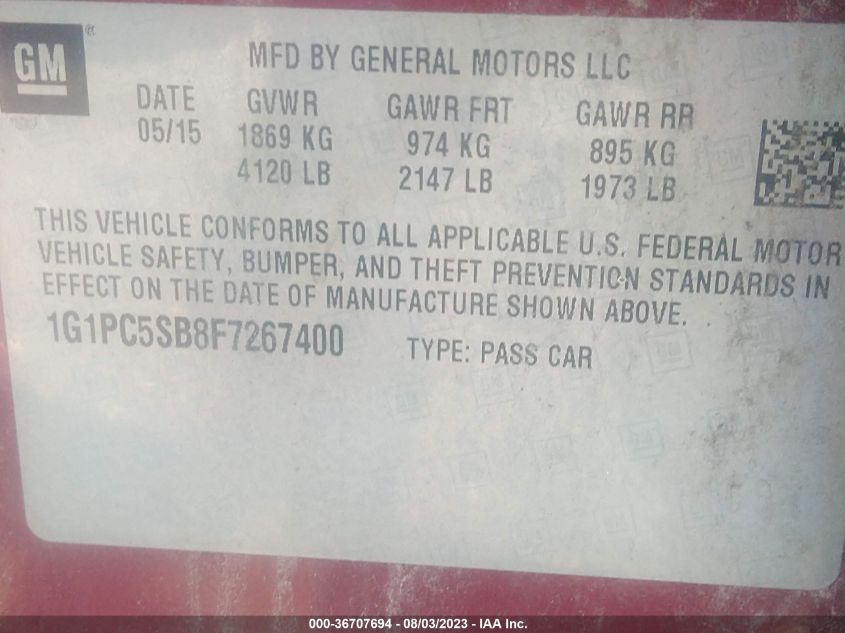 GM
MFD BY GENERAL MOTORS LLC
DATE GVWR GAWR FRT GAWR RR
05/15 1869 KG 974 KG 895 KG
4120 LB 2147 LB 1973 LB
THIS VEHICLE CONFORMS TO ALL APPLICABLE U.S. FEDERAL MOTOR
VEHICLE SAFETY, BUMPER, AND THEFT PREVENTION STANDARDS IN
EFFECT ON THE DATE OF MANUFACTURE SHOWN ABOVE.
1G1PC5SB8F7267400 TYPE: PASS CAR
000-36707694 - 08/03/2023 - IAA Inc.